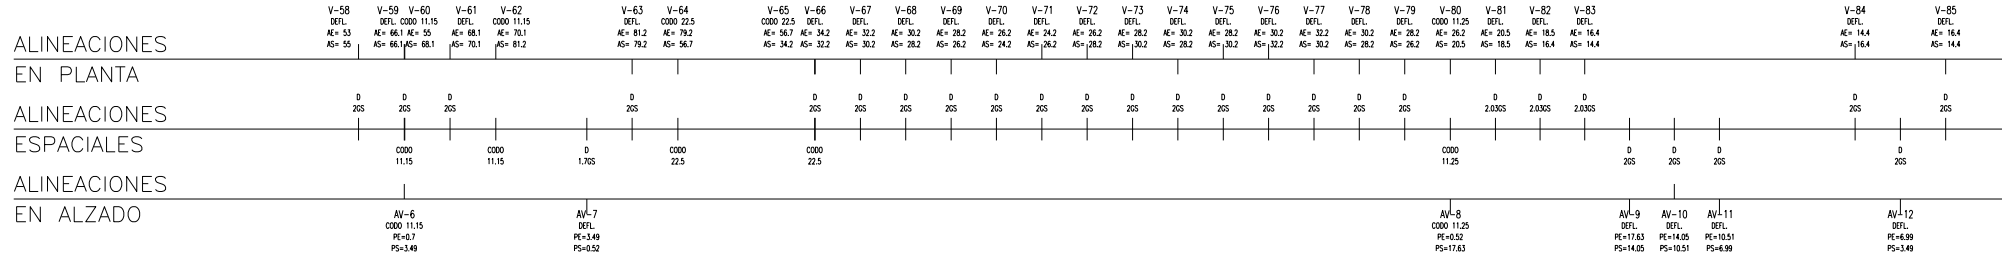 V-58 V-59 V-60 V-61 V-62 V-63 V-64 V-65 V-66 V-67 V-68 V-69 V-70 V-71 V-72 V-73 V-74 V-75 V-76 V-77 V-78 V-79 V-80 V-81 V-82 V-83 V-84 V-85
DEFL. DEFL. CODO 11.15 DEFL. CODO 11.15 DEFL. CODO 22.5 CODO 22.5 DEFL. DEFL. DEFL. DEFL. DEFL. DEFL. DEFL. DEFL. DEFL. DEFL. DEFL. DEFL. DEFL. DEFL. CODO 11.25 DEFL. DEFL. DEFL. DEFL. DEFL.
AE= 53 AE= 66.1 AE= 55 AE= 68.1 AE= 70.1 AE= 81.2 AE= 79.2 AE= 56.7 AE= 34.2 AE= 32.2 AE= 30.2 AE= 28.2 AE= 26.2 AE= 24.2 AE= 26.2 AE= 28.2 AE= 30.2 AE= 28.2 AE= 30.2 AE= 32.2 AE= 30.2 AE= 28.2 AE= 26.2 AE= 20.5 AE= 18.5 AE= 16.4 AE= 14.4 AE= 16.4
AS= 55 AS= 66.1 AS= 68.1 AS= 70.1 AS= 81.2 AS= 79.2 AS= 56.7 AS= 34.2 AS= 32.2 AS= 30.2 AS= 28.2 AS= 26.2 AS= 24.2 AS= 26.2 AS= 28.2 AS= 30.2 AS= 28.2 AS= 30.2 AS= 32.2 AS= 30.2 AS= 28.2 AS= 26.2 AS= 20.5 AS= 18.5 AS= 16.4 AS= 14.4 AS= 16.4 AS= 14.4
ALINEACIONES
EN PLANTA
D D D D D D D D D D D D D D D D D D D D D D D
2GS 2GS 2GS 2GS 2GS 2GS 2GS 2GS 2GS 2GS 2GS 2GS 2GS 2GS 2GS 2GS 2GS 2GS 2.03GS 2.03GS 2.03GS 2GS 2GS
ALINEACIONES
ESPACIALES
CODO CODO D CODO CODO CODO D D D D
11.15 11.15 1.7GS 22.5 22.5 11.25 2GS 2GS 2GS 2GS
ALINEACIONES
EN ALZADO
AV-6 AV-7 AV-8 AV-9 AV-10 AV-11 AV-12
CODO 11.15 DEFL. CODO 11.25 DEFL. DEFL. DEFL. DEFL.
PE=0.7 PE=3.49 PE=0.52 PE=17.63 PE=14.05 PE=10.51 PE=6.99
PS=3.49 PS=0.52 PS=17.63 PS=14.05 PS=10.51 PS=6.99 PS=3.49